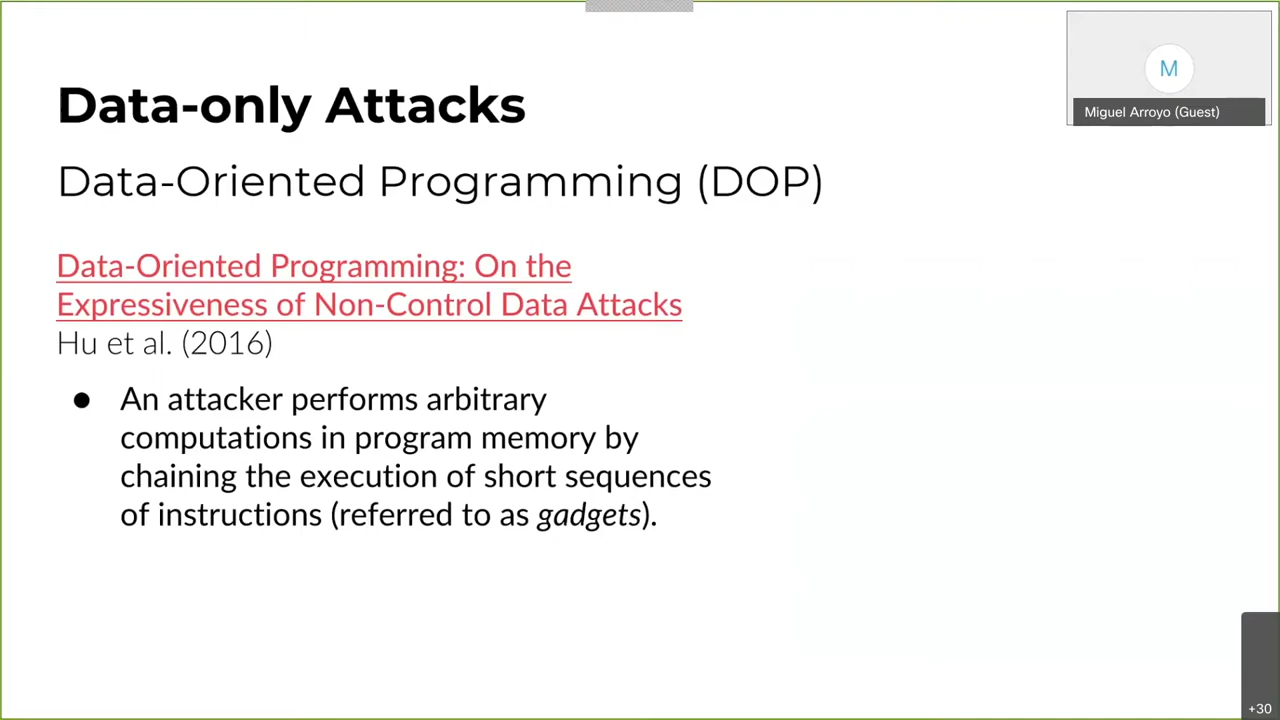 Data-only Attacks
Data-Oriented Programming (DOP)
Data-Oriented Programming: On the
Expressiveness of Non-Control Data Attacks
Hu et al. (2016)
● An attacker performs arbitrary
computations in program memory by
chaining the execution of short sequences
of instructions (referred to as gadgets).
M
Miguel Arroyo (Guest)
+30